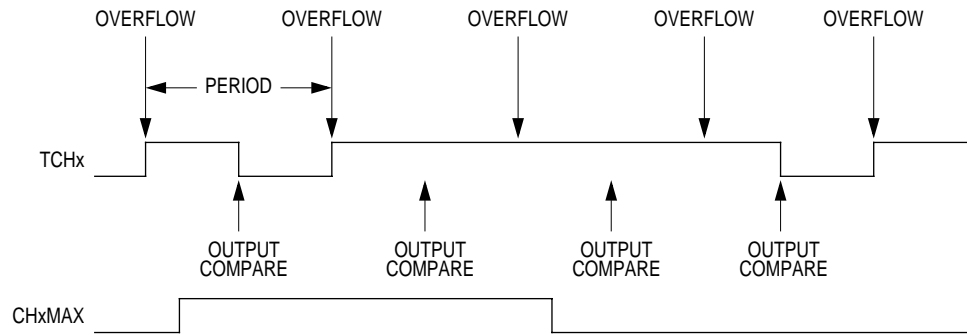 OVERFLOW OVERFLOW OVERFLOW OVERFLOW OVERFLOW
PERIOD
TCHx
OUTPUT OUTPUT OUTPUT OUTPUT
COMPARE COMPARE COMPARE COMPARE
CHxMAX